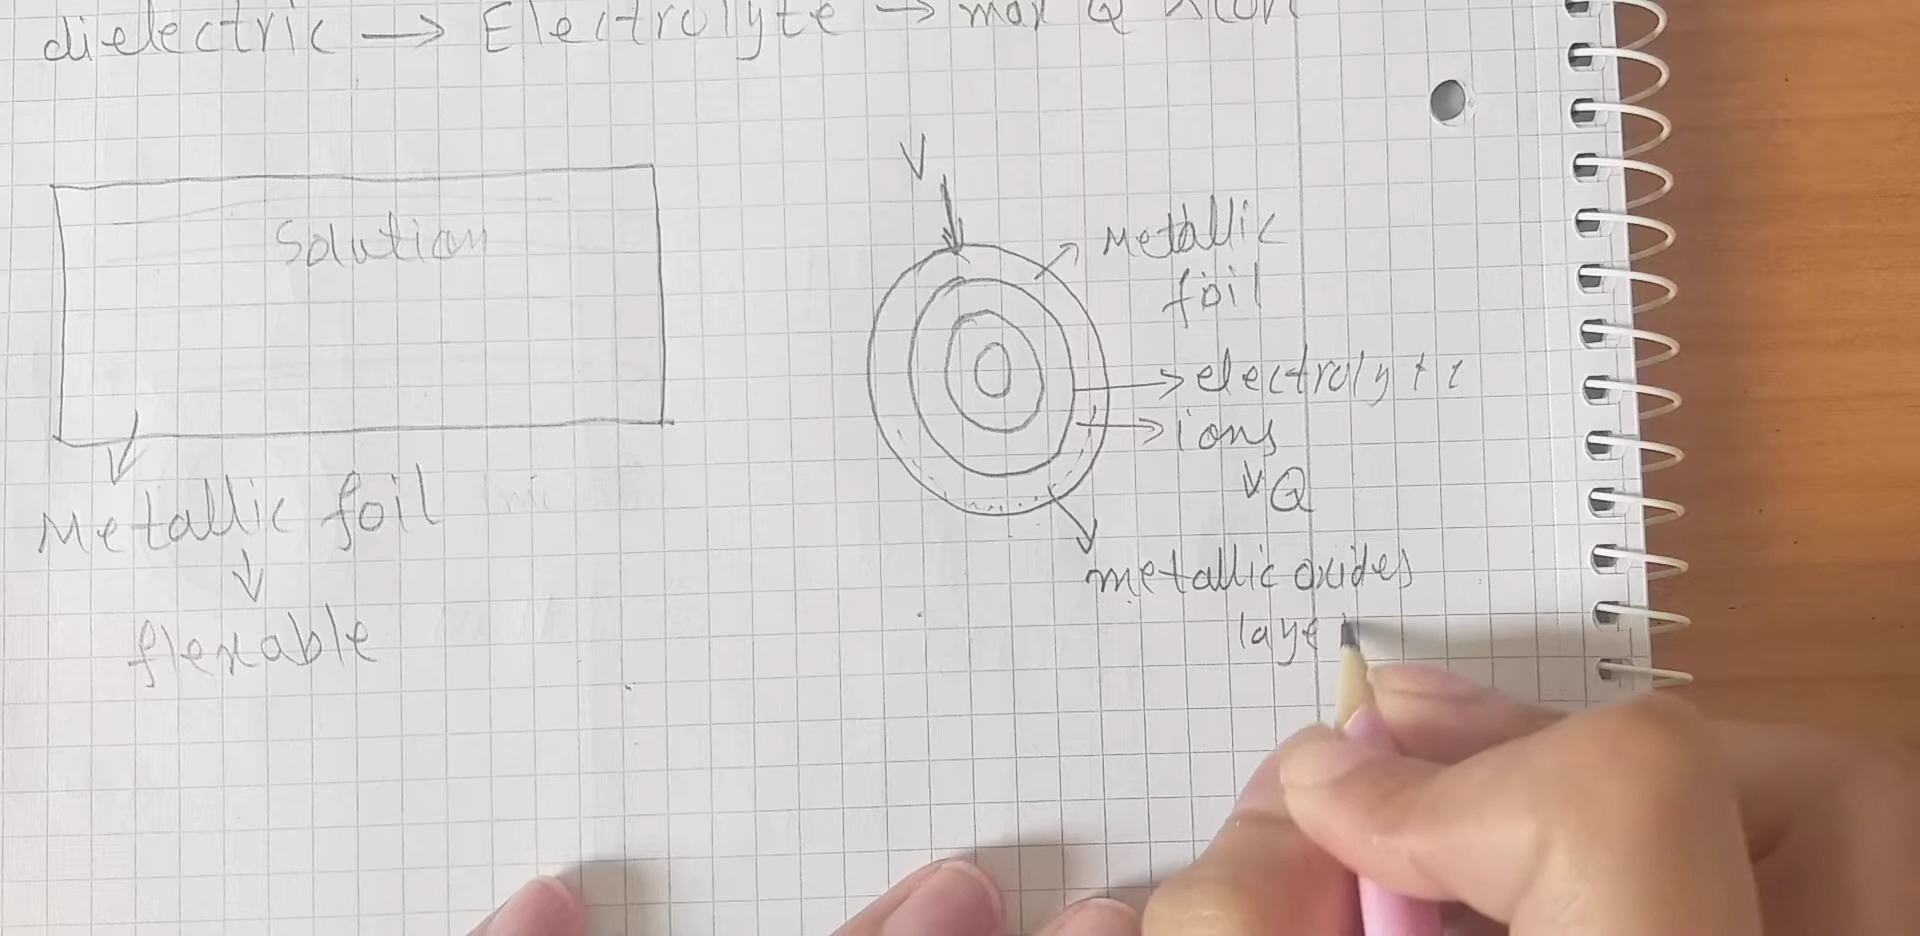 dielectric → Electrolyte → max Q
Solution
Metallic foil
↓
flexable
V
Metallic
foil
electrolyte
ions
Q
metallic oxides
laye